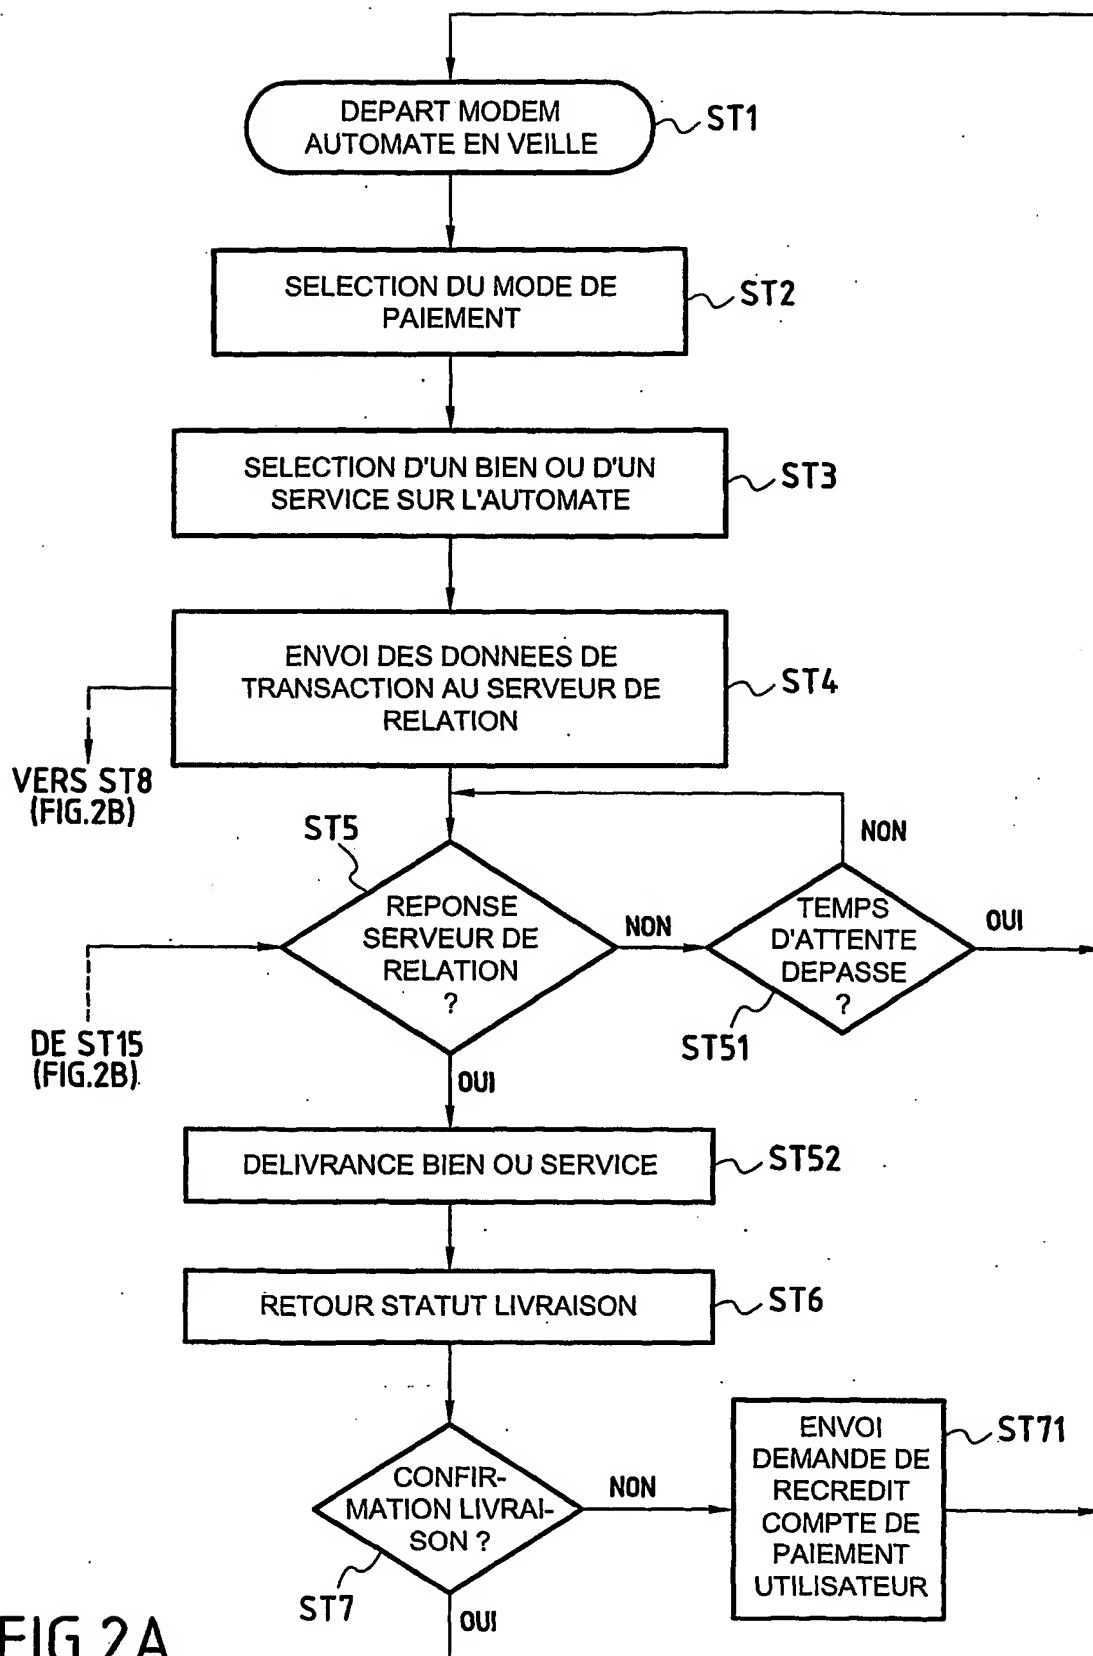 DEPART MODEM
AUTOMATE EN VEILLE
ST1
SELECTION DU MODE DE
PAIEMENT
ST2
SELECTION D'UN BIEN OU D'UN
SERVICE SUR L'AUTOMATE
ST3
ENVOI DES DONNEES DE
TRANSACTION AU SERVEUR DE
RELATION
ST4
VERS ST8
(FIG.2B)
ST5
REPONSE
SERVEUR DE
RELATION
?
NON
TEMPS
D'ATTENTE
DEPASSE
?
NON
OUI
ST51
DE ST15
(FIG.2B)
OUI
DELIVRANCE BIEN OU SERVICE
ST52
RETOUR STATUT LIVRAISON
ST6
CONFIR-
MATION LIVRAI-
SON ?
ST7
NON
ENVOI
DEMANDE DE
RECREDIT
COMPTE DE
PAIEMENT
UTILISATEUR
ST71
OUI
FIG.2A